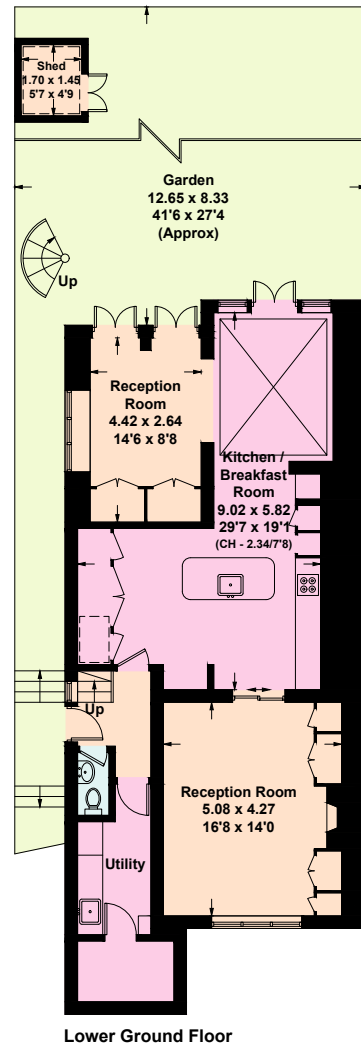 Shed
1.70 x 1.45
5'7 x 4'9
Garden
12.65 x 8.33
41'6 x 27'4
(Approx)
Up
Reception
Room
4.42 x 2.64
14'6 x 8'8
Kitchen /
Breakfast
Room
9.02 x 5.82
29'7 x 19'1
(CH - 2.34/7'8)
Up
Reception Room
5.08 x 4.27
16'8 x 14'0
Utility
Lower Ground Floor